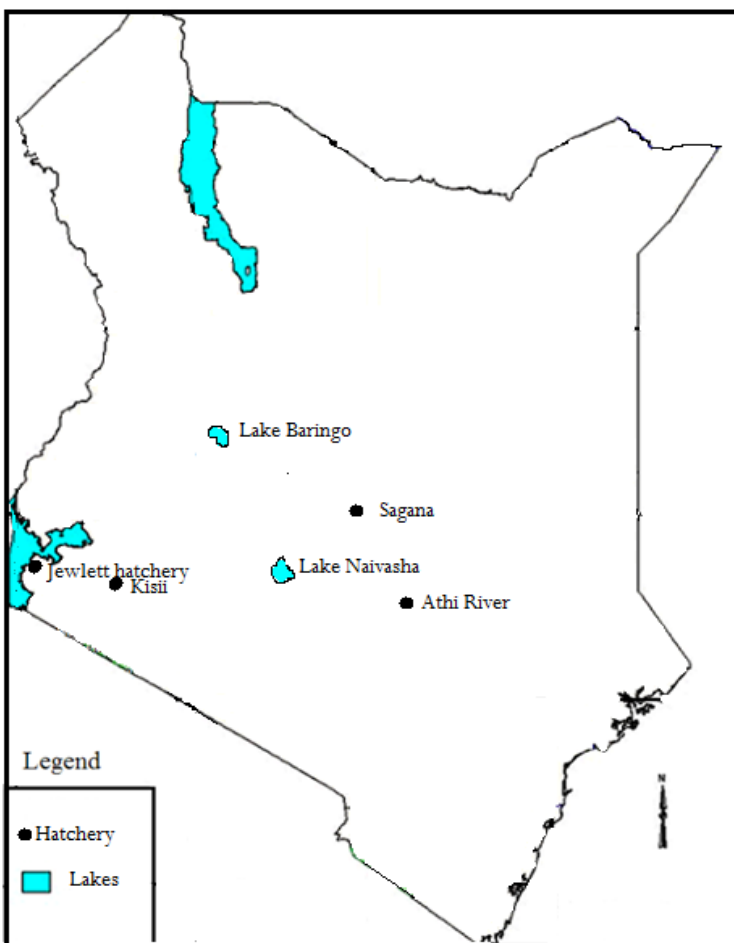 Lake Baringo
Sagana
Lake Naivasha
Jewlett hatchery
Kisii
Athi River
Legend
N
Hatchery
Lakes